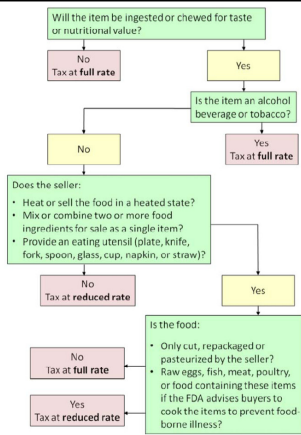 Will the item be ingested or chewed for taste
or nutritional value?
No
Tax at full rate
Yes
Is the item an alcohol
beverage or tobacco?
No
Yes
Tax at full rate
Does the seller:
• Heat or sell the food in a heated state?
• Mix or combine two or more food
ingredients for sale as a single item?
• Provide an eating utensil (plate, knife,
fork, spoon, glass, cup, napkin, or straw)?
No
Tax at reduced rate
Yes
Is the food:
• Only cut, repackaged or
pasteurized by the seller?
• Raw eggs, fish, meat, poultry,
or food containing these items
if the FDA advises buyers to
cook the items to prevent food-
borne illness?
No
Tax at full rate
Yes
Tax at reduced rate